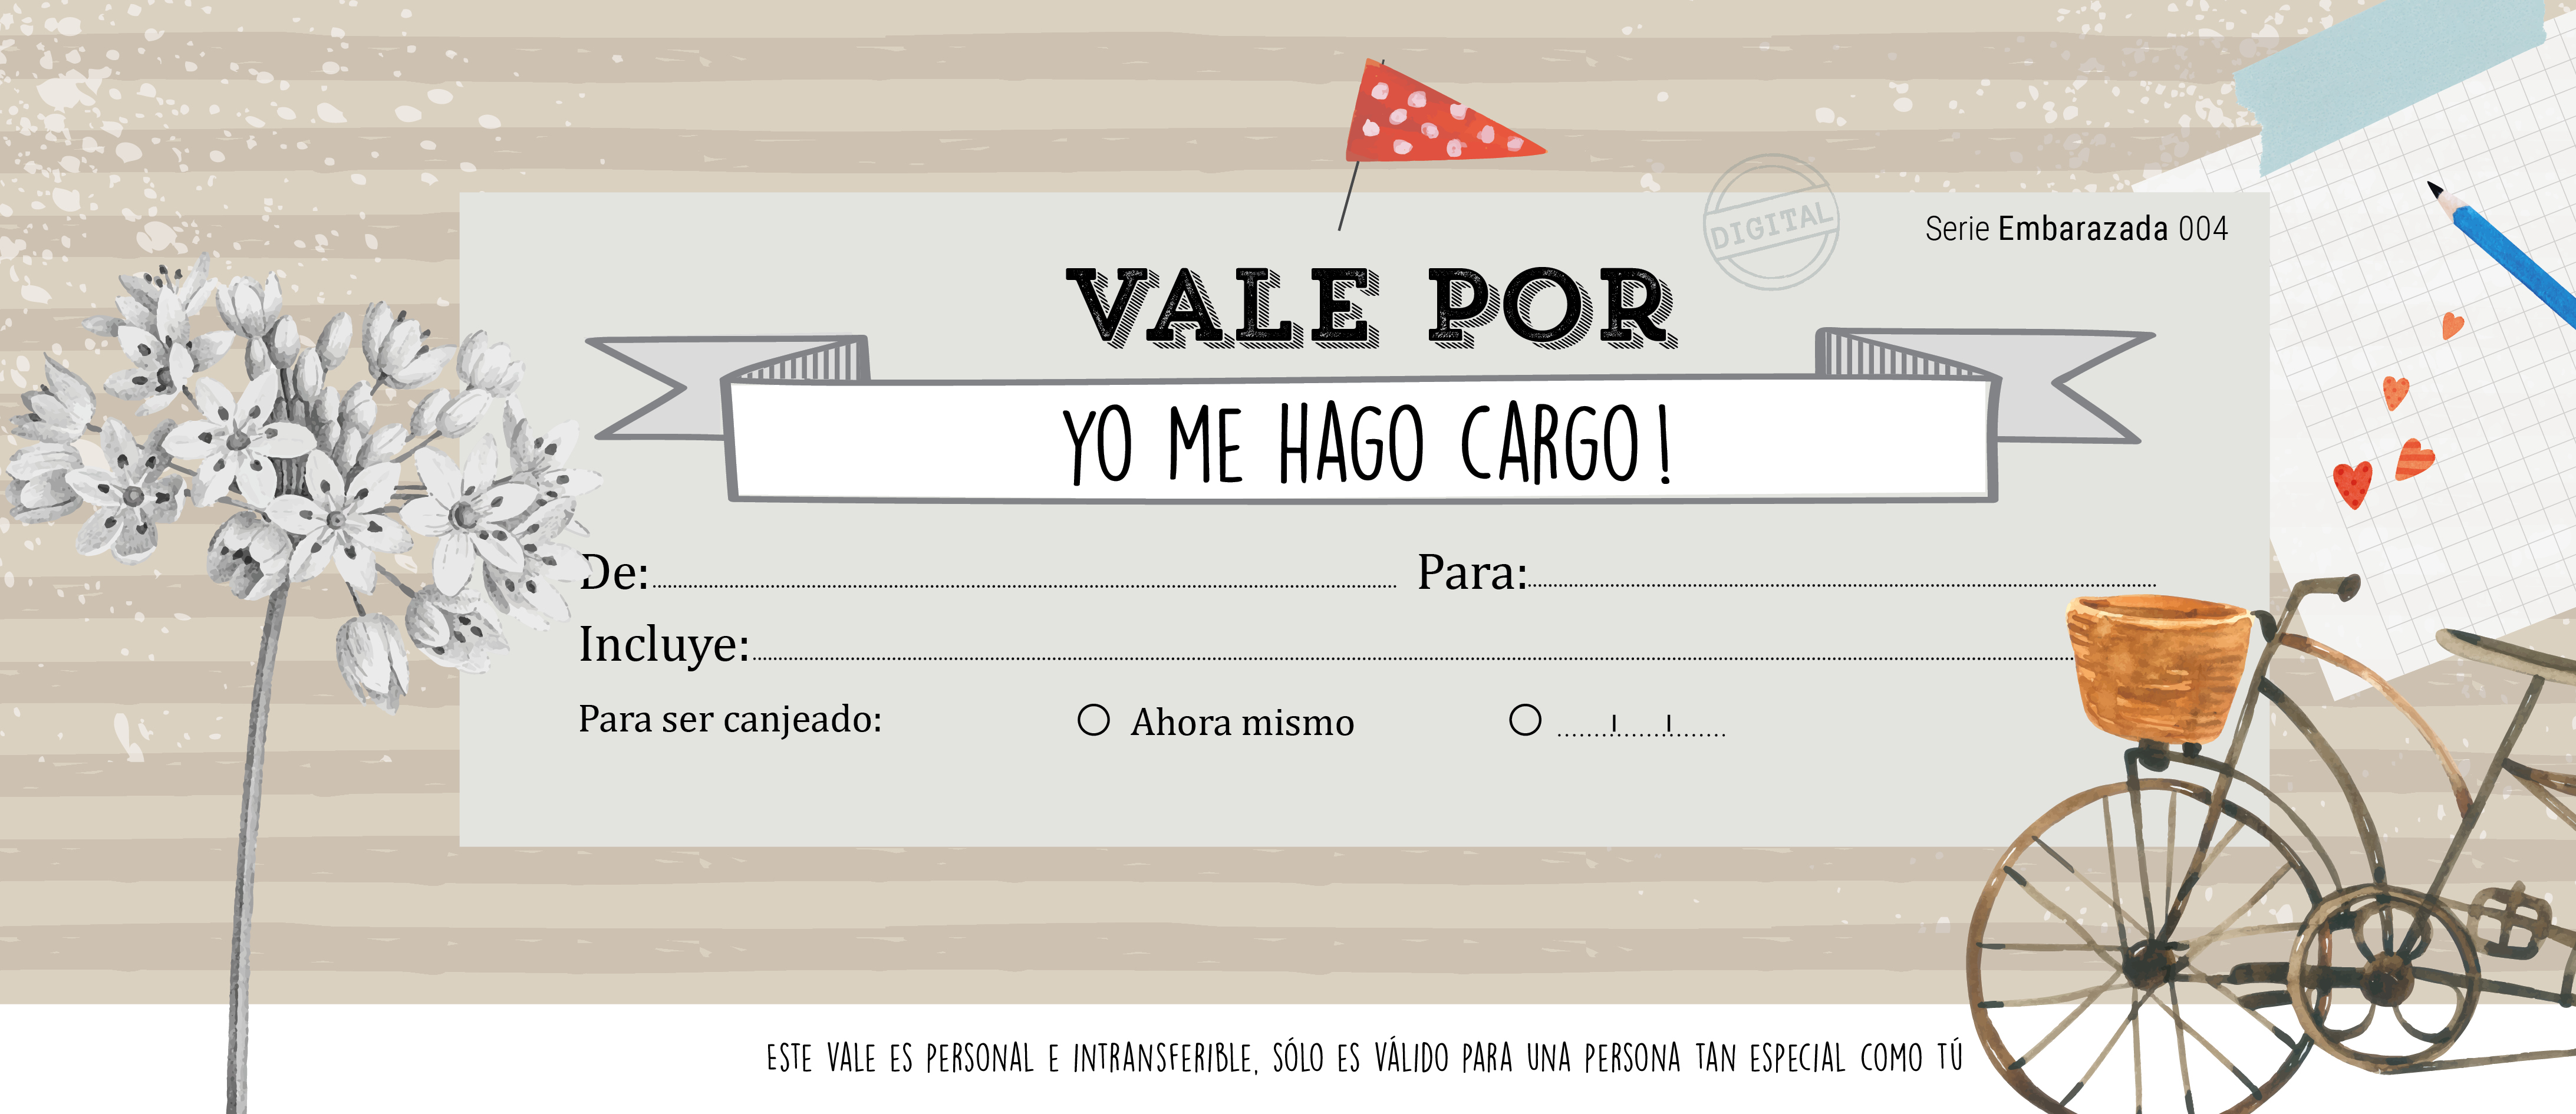 DIGITAL
Serie Embarazada 004
VALE POR
YO ME HAGO CARGO!
De: Para:
Incluye:
Para ser canjeado: Ahora mismo
ESTE VALE ES PERSONAL E INTRANSFERIBLE, SÓLO ES VÁLIDO PARA UNA PERSONA TAN ESPECIAL COMO TÚ